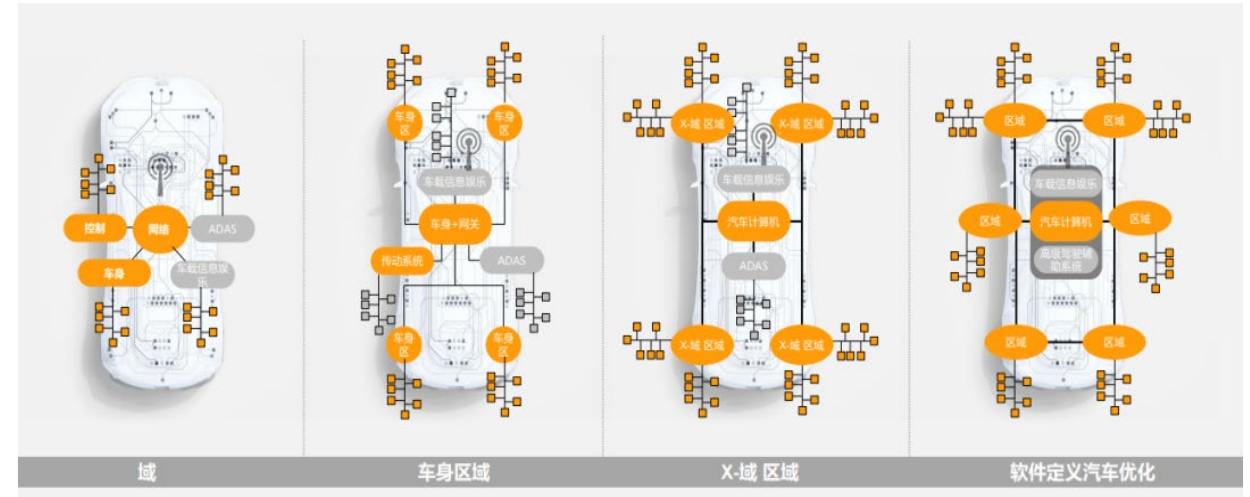 控制
网络
ADAS
车身
车载信息娱
乐
域
车身
区
车身
区
车载信息娱乐
车身+网关
传动系统
ADAS
车身
区
车身
区
车身区域
X-域 区域
X-域 区域
车载信息娱乐
汽车计算机
ADAS
X-域 区域
X-域 区域
X-域 区域
区域
区域
车载信息娱乐
区域
汽车计算机
区域
高级驾驶辅
助系统
区域
区域
软件定义汽车优化